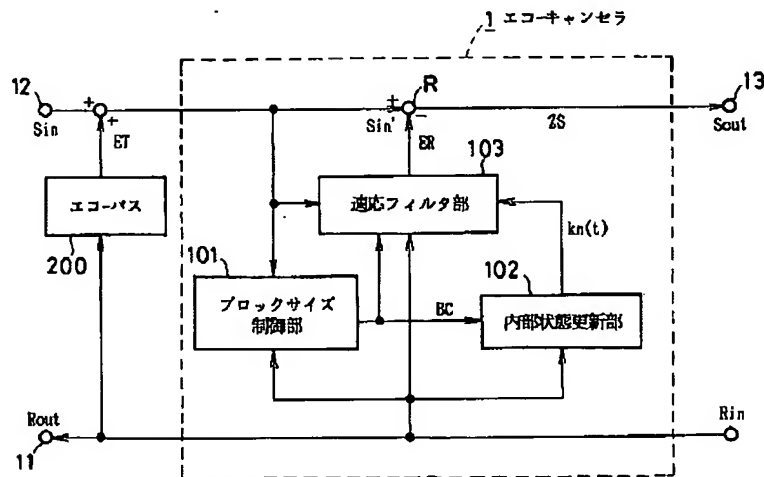 1 エコーキャンセラ
12
R
13
Sin
+
+
ET
Sin'
+
-
ER
ZS
Sout
103
エコーパス
200
適応フィルタ部
kn(t)
101
ブロックサイズ
制御部
BC
102
内部状態更新部
Rout
11
Rin